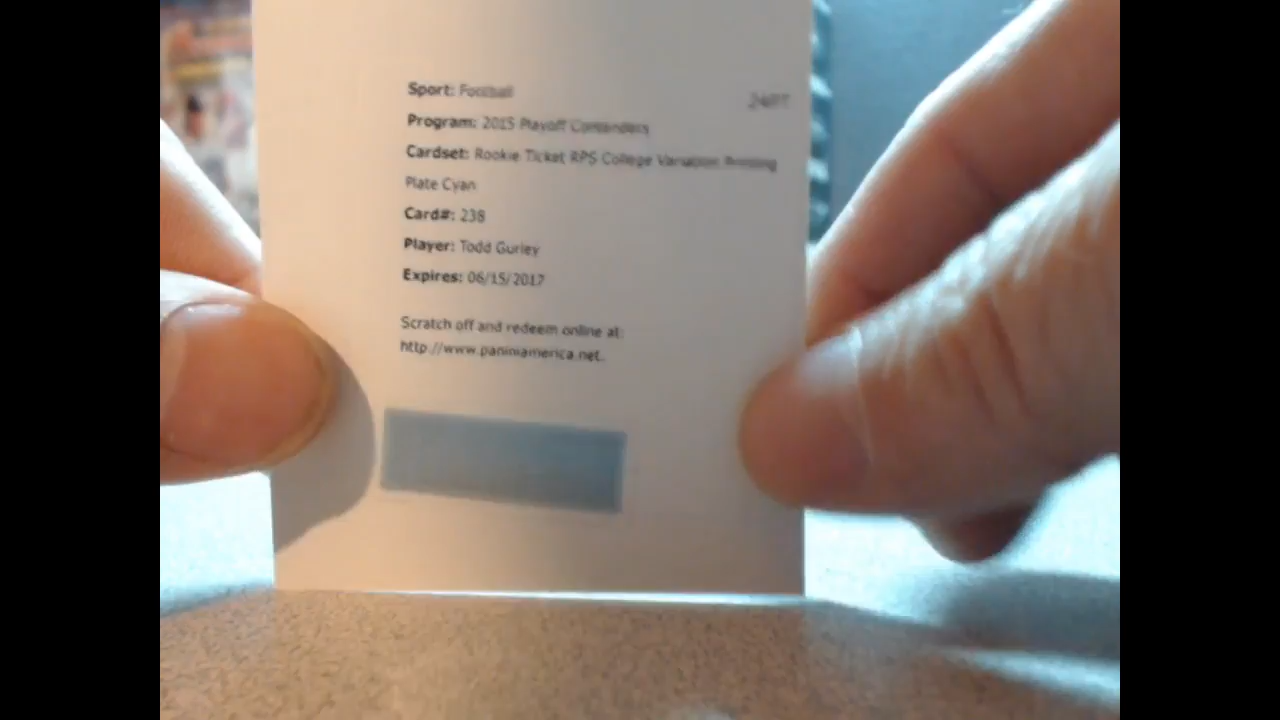 Sport: Football
Program: 2015 Playoff Contenders
Cardset: Rookie Ticket RPS College Variation Printing
Plate Cyan
Card#: 238
Player: Todd Gurley
Expires: 06/15/2017
Scratch off and redeem online at:
http://www.paniniamerica.net.